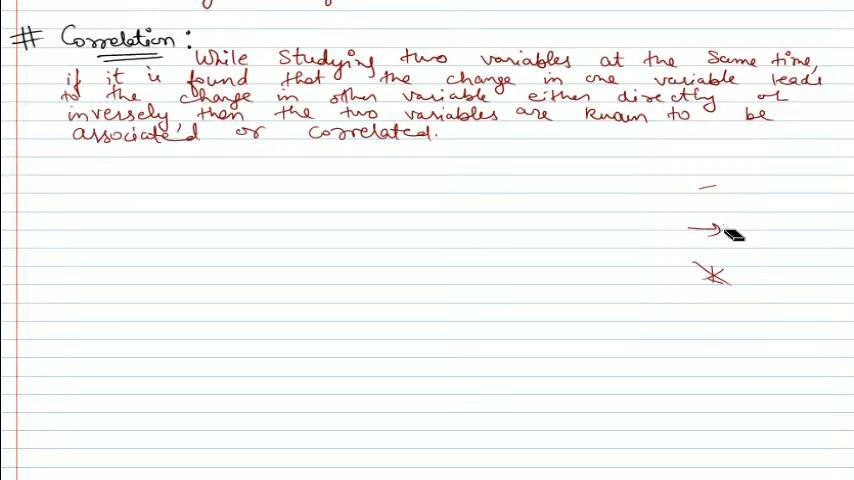 # Correlation :
While studying two variables at the same time,
if it is found that the change in one variable leads
to the change in other variable either directly or
inversely then the two variables are known to be
associated or correlated.